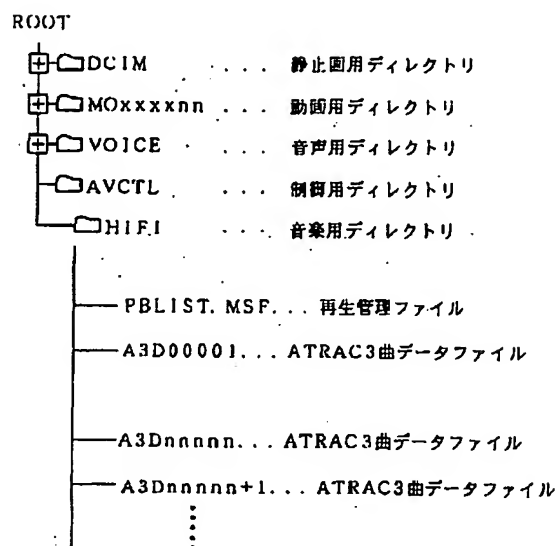 ROOT
DCIM .... 静止画用ディレクトリ
MOxxxxnn ... 動画用ディレクトリ
VOICE ... 音声用ディレクトリ
AVCTL ... 制御用ディレクトリ
HIFI ... 音楽用ディレクトリ
PBLIST.MSF... 再生管理ファイル
A3D00001... ATRAC3曲データファイル
A3Dnnnnn... ATRAC3曲データファイル
A3Dnnnnn+1... ATRAC3曲データファイル